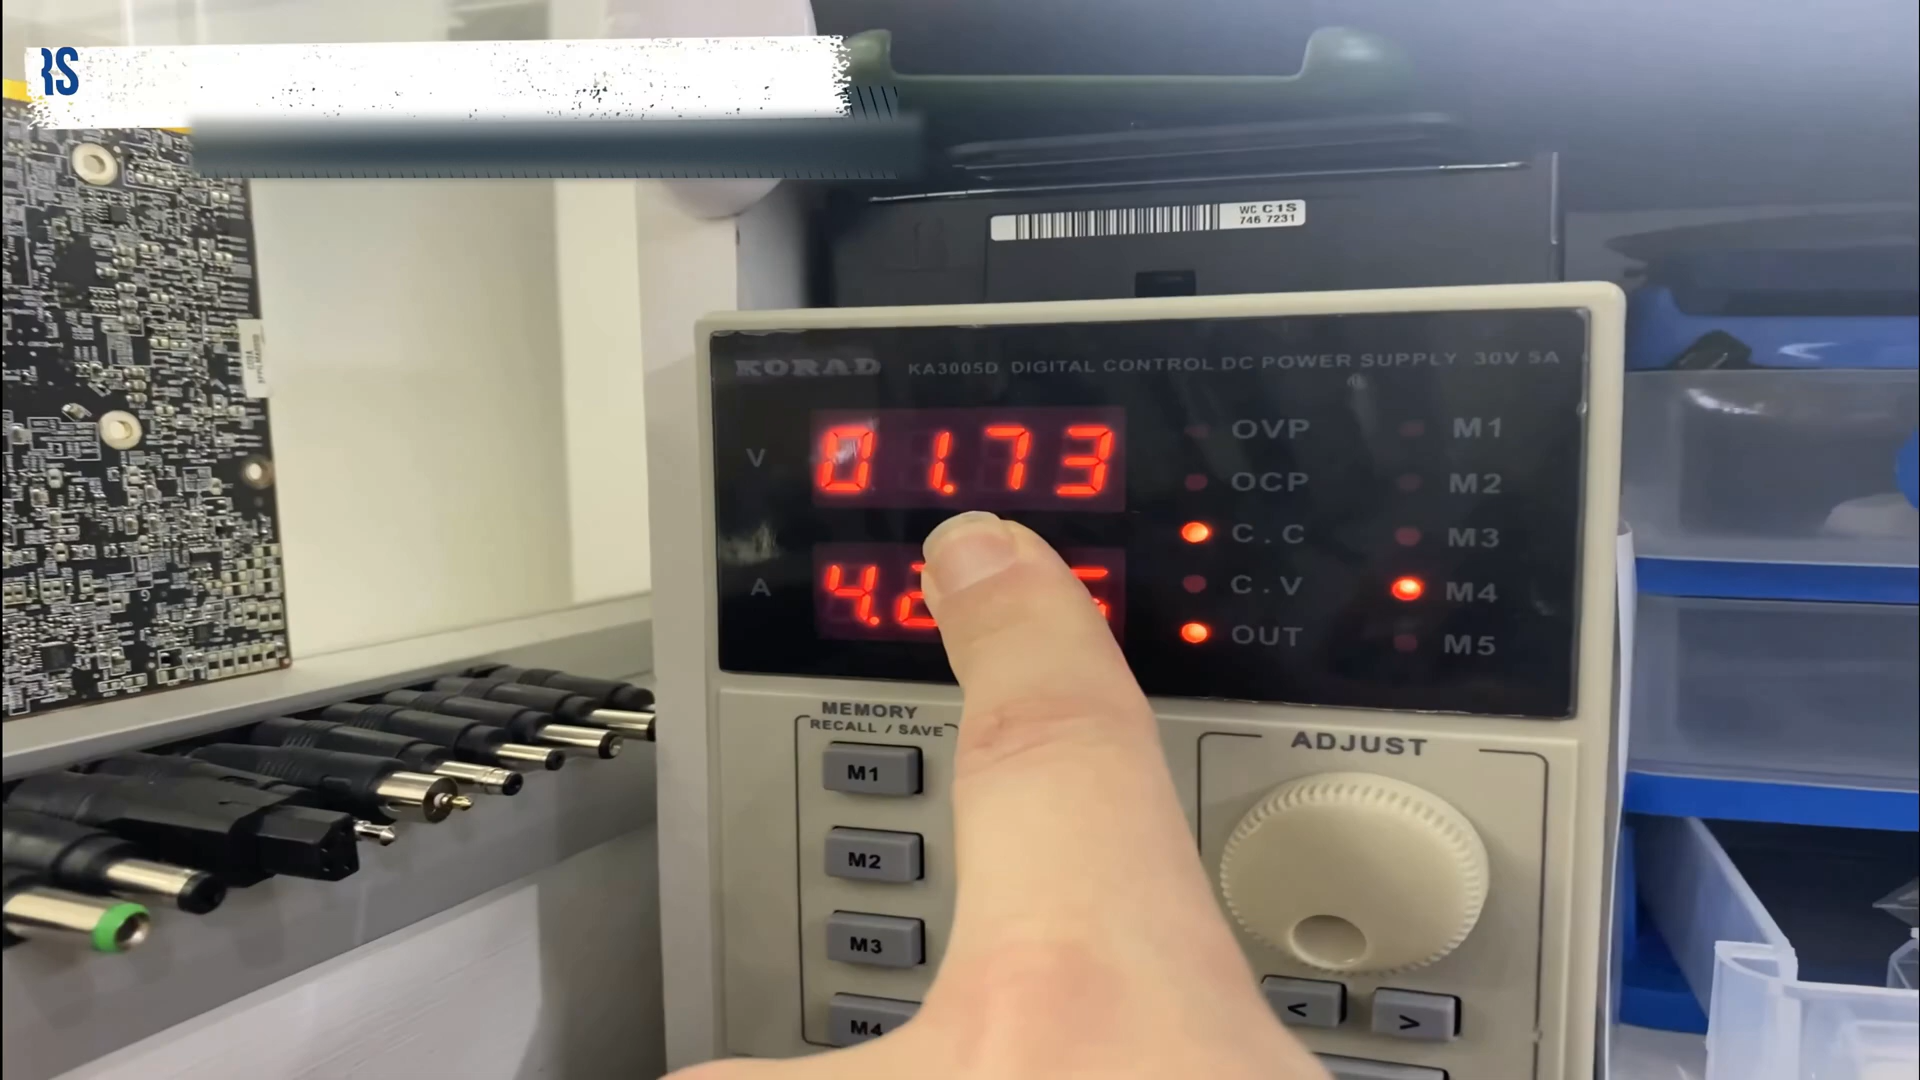 RS
WC C1S
746 7231
KORAD KA3005D DIGITAL CONTROL DC POWER SUPPLY 30V 5A
V 01.73
A
OVP
OCP
C.C
C.V
OUT
M1
M2
M3
M4
M5
MEMORY
RECALL / SAVE
M1
M2
M3
M4
ADJUST
<
>